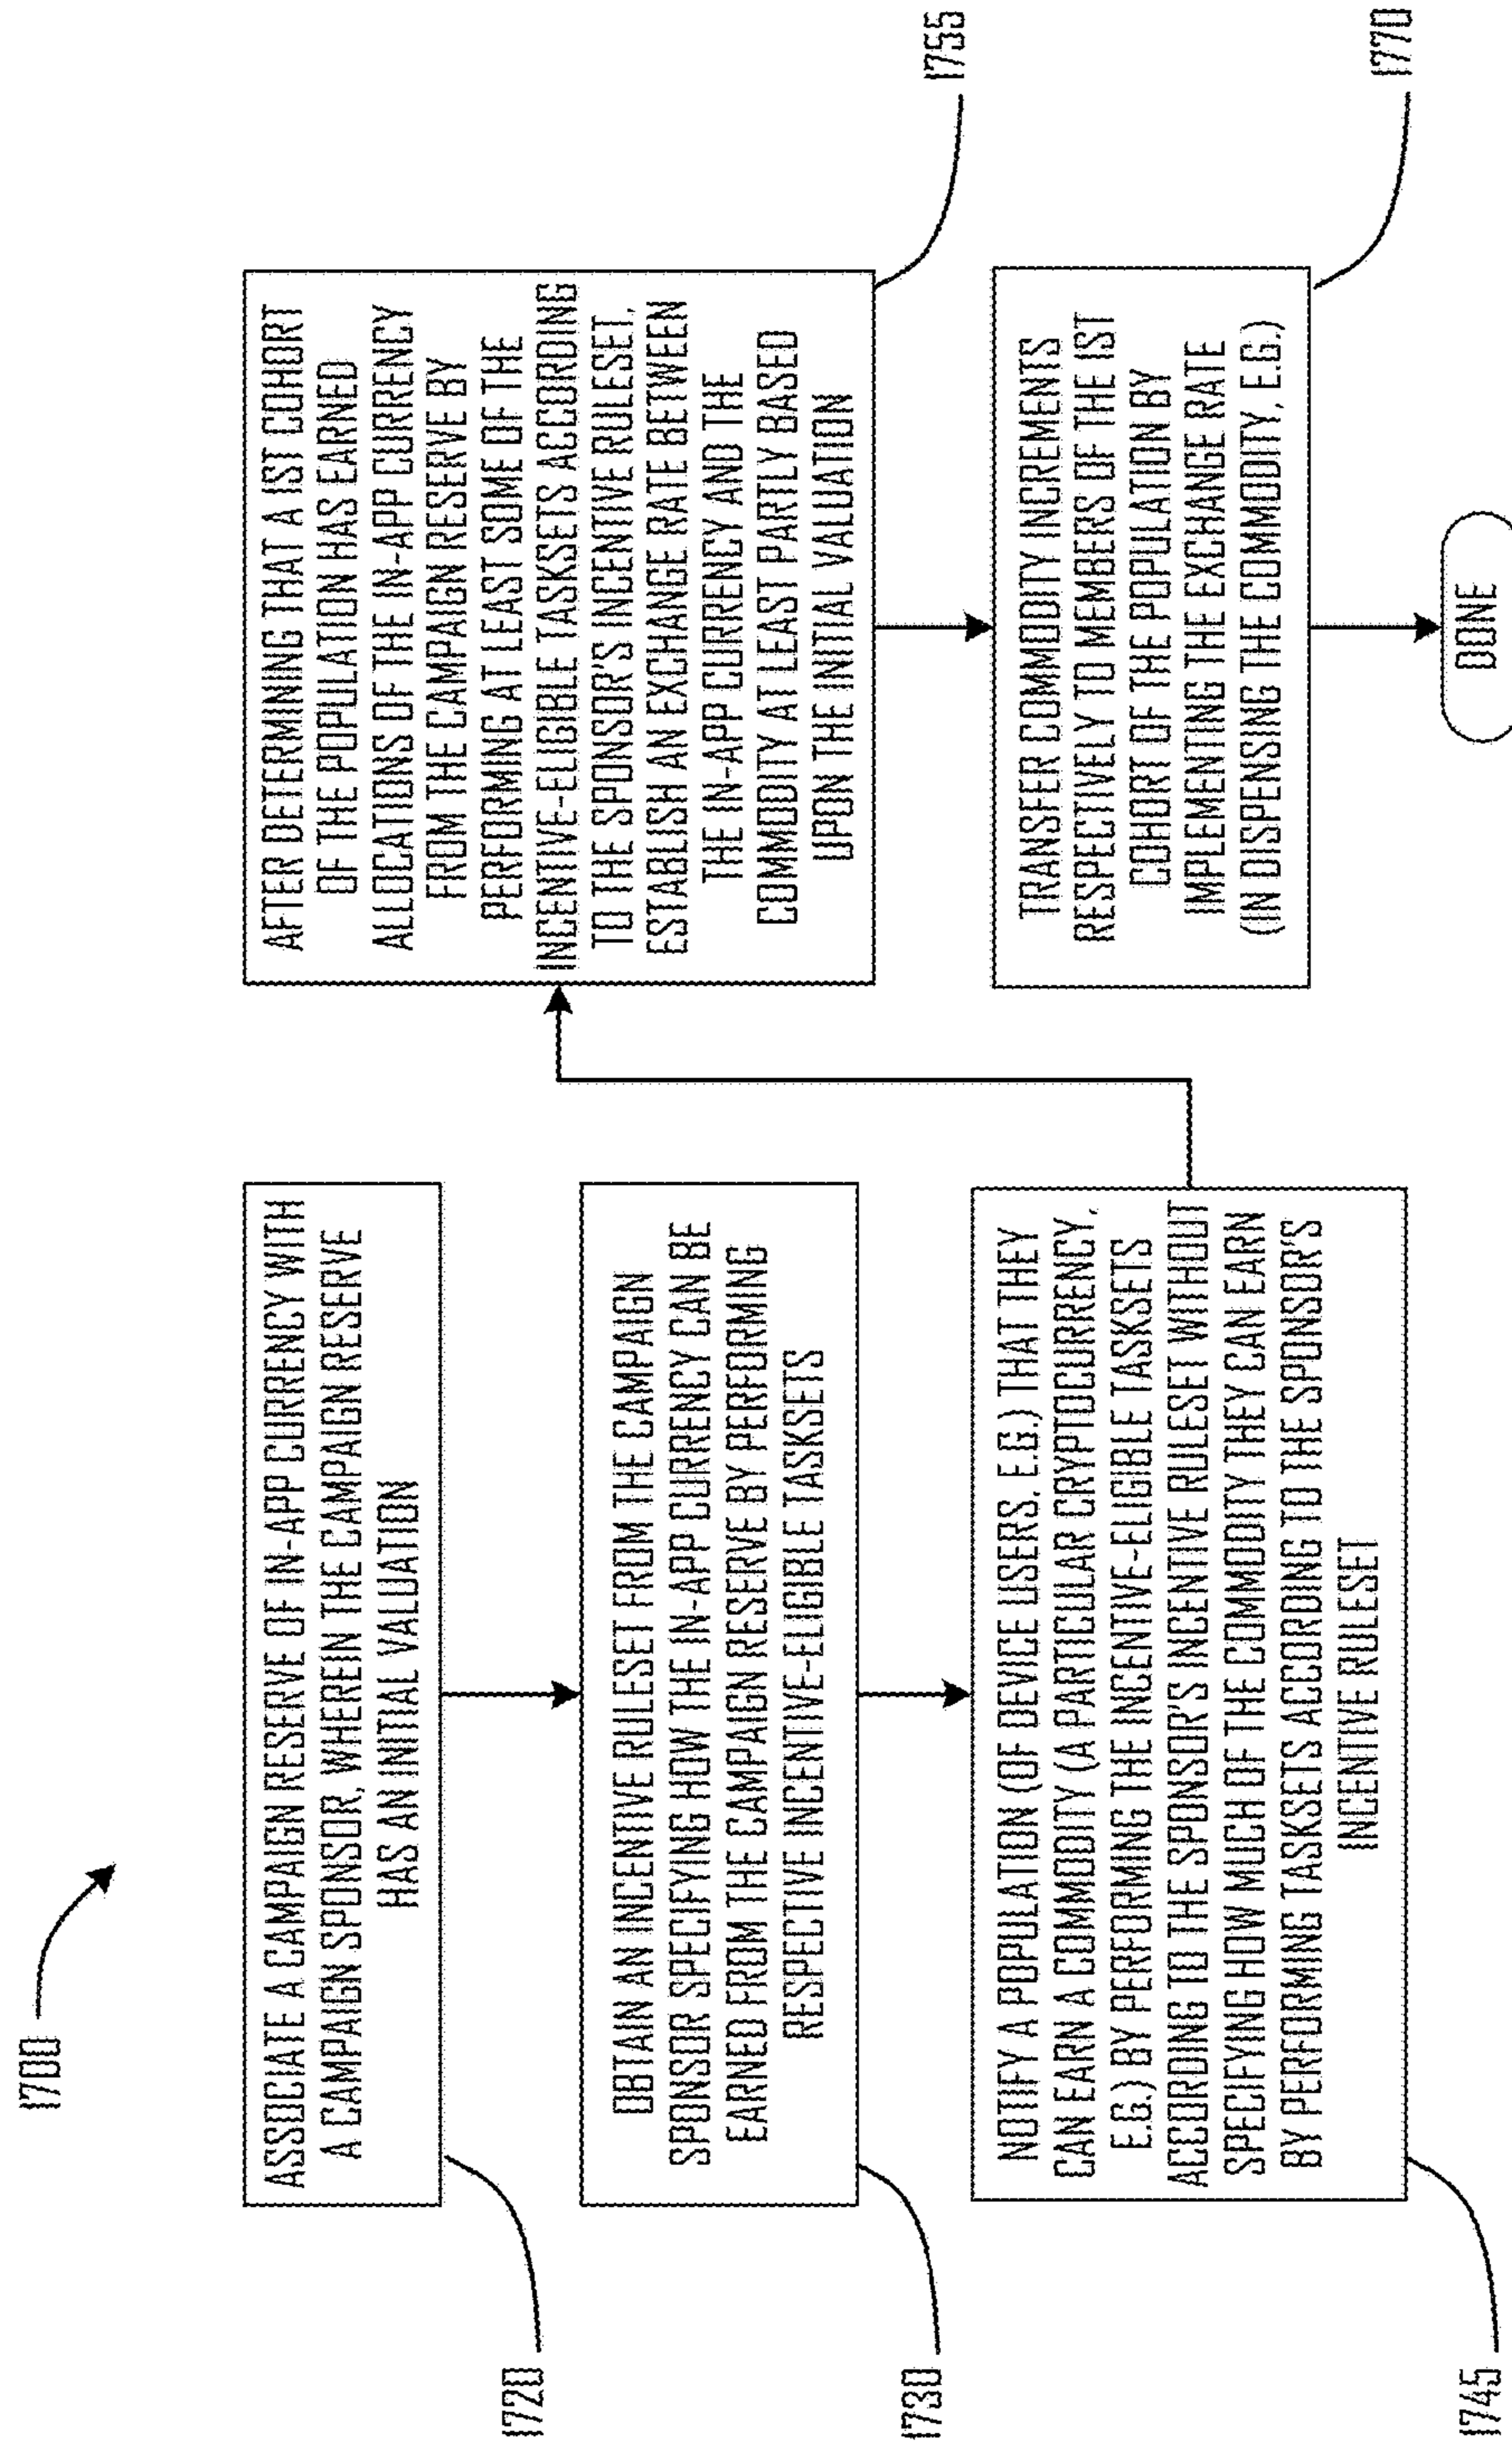 1700
ASSOCIATE A CAMPAIGN RESERVE OF IN-APP CURRENCY WITH
A CAMPAIGN SPONSOR, WHEREIN THE CAMPAIGN RESERVE
HAS AN INITIAL VALUATION
1720
OBTAIN AN INCENTIVE RULESET FROM THE CAMPAIGN
SPONSOR SPECIFYING HOW THE IN-APP CURRENCY CAN BE
EARNED FROM THE CAMPAIGN RESERVE BY PERFORMING
RESPECTIVE INCENTIVE-ELIGIBLE TASKSETS
1730
NOTIFY A POPULATION (OF DEVICE USERS, E.G.) THAT THEY
CAN EARN A COMMODITY (A PARTICULAR CRYPTOCURRENCY,
E.G.) BY PERFORMING THE INCENTIVE-ELIGIBLE TASKSETS
ACCORDING TO THE SPONSOR'S INCENTIVE RULESET WITHOUT
SPECIFYING HOW MUCH OF THE COMMODITY THEY CAN EARN
BY PERFORMING TASKSETS ACCORDING TO THE SPONSOR'S
INCENTIVE RULESET
1745
AFTER DETERMINING THAT A 1ST COHORT
OF THE POPULATION HAS EARNED
ALLOCATIONS OF THE IN-APP CURRENCY
FROM THE CAMPAIGN RESERVE BY
PERFORMING AT LEAST SOME OF THE
INCENTIVE-ELIGIBLE TASKSETS ACCORDING
TO THE SPONSOR'S INCENTIVE RULESET,
ESTABLISH AN EXCHANGE RATE BETWEEN
THE IN-APP CURRENCY AND THE
COMMODITY AT LEAST PARTLY BASED
UPON THE INITIAL VALUATION
1755
TRANSFER COMMODITY INCREMENTS
RESPECTIVELY TO MEMBERS OF THE 1ST
COHORT OF THE POPULATION BY
IMPLEMENTING THE EXCHANGE RATE
(IN DISPENSING THE COMMODITY, E.G.)
1770
DONE